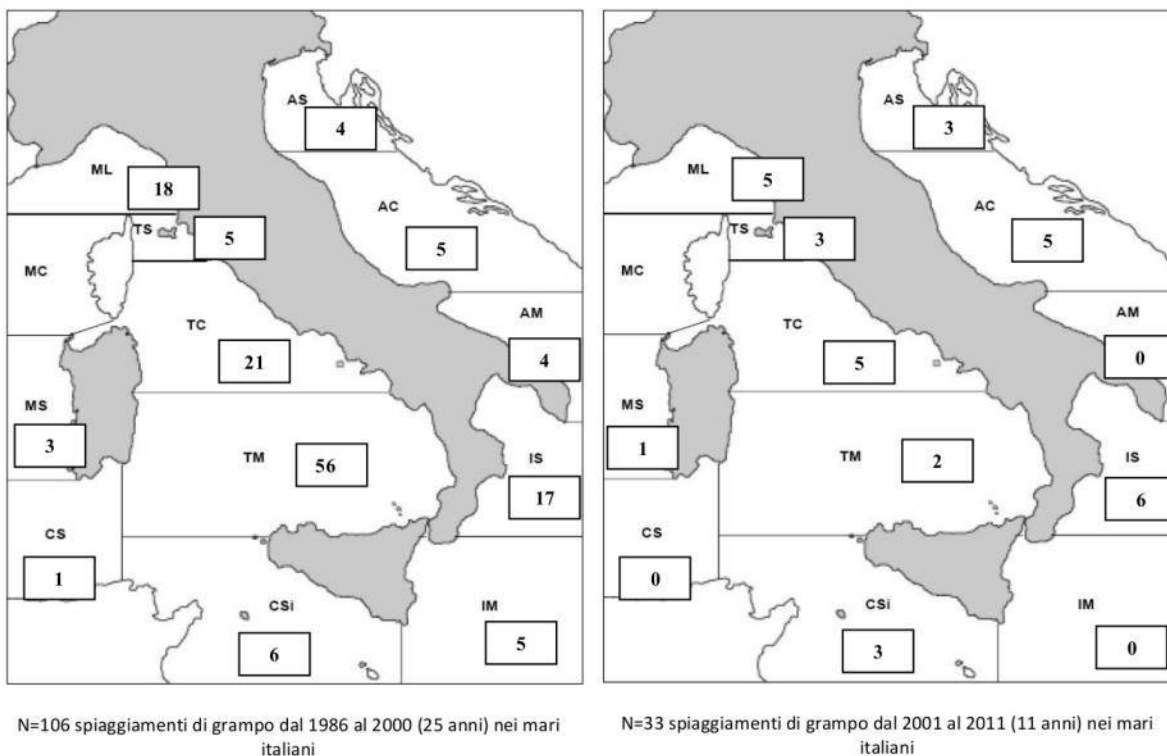 AS
4
ML
18
AC
TS
5
5
MC
AM
TC
4
21
MS
3
TM
56
IS
17
CS
1
CSi
IM
6
5
N=106 spiaggiamenti di grampo dal 1986 al 2000 (25 anni) nei mari
italiani
AS
3
ML
5
AC
TS
3
5
MC
AM
TC
0
5
MS
1
TM
2
IS
6
CS
0
CSi
IM
3
0
N=33 spiaggiamenti di grampo dal 2001 al 2011 (11 anni) nei mari
italiani